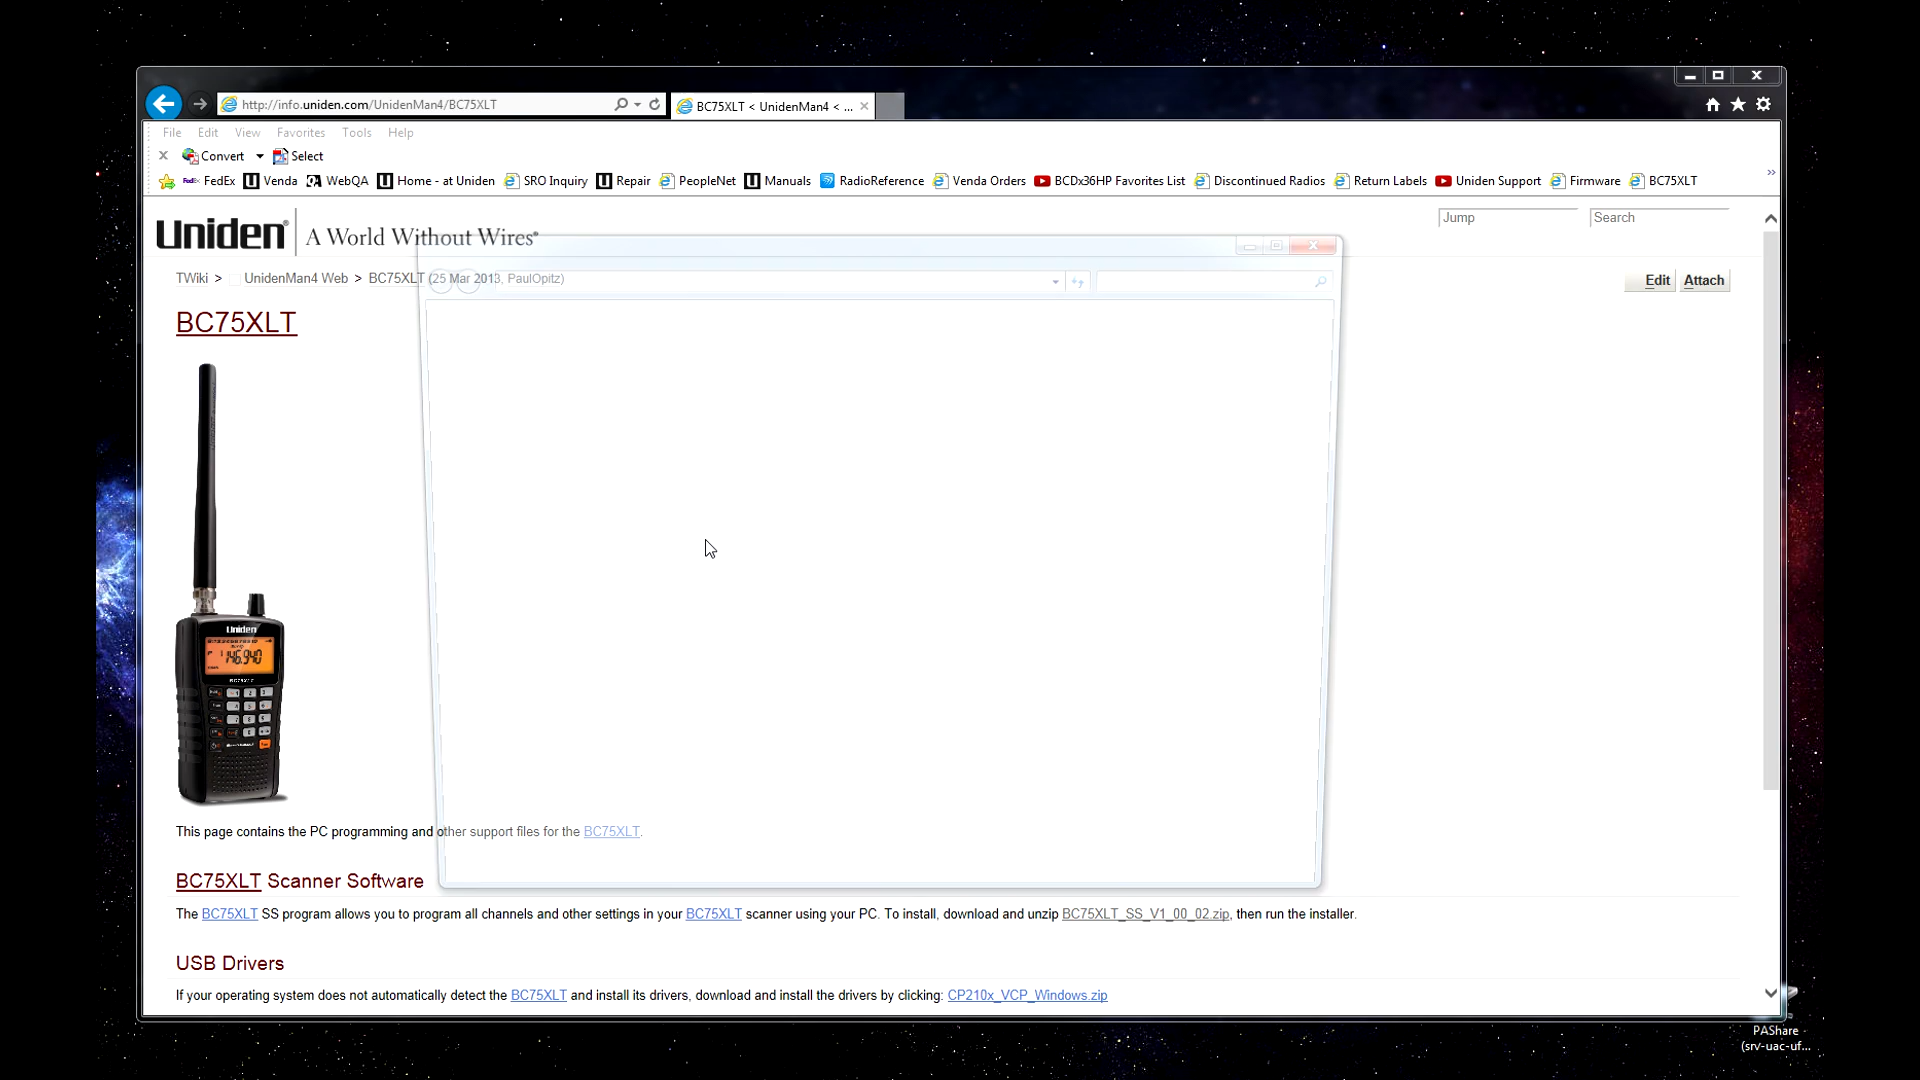 http://info.uniden.com/UnidenMan4/BC75XLT
BC75XLT < UnidenMan4 < ...
File Edit View Favorites Tools Help
Convert Select
FedEx Venda WebQA Home - at Uniden SRO Inquiry Repair PeopleNet Manuals RadioReference Venda Orders BCDx36HP Favorites List Discontinued Radios Return Labels Uniden Support Firmware BC75XLT
Uniden® A World Without Wires®
Jump Search
TWiki > UnidenMan4 Web > BC75XLT (25 Mar 2013, PaulOpitz)
Edit Attach
BC75XLT
Uniden
146.940
BC75XLT
This page contains the PC programming and other support files for the BC75XLT.
BC75XLT Scanner Software
The BC75XLT SS program allows you to program all channels and other settings in your BC75XLT scanner using your PC. To install, download and unzip BC75XLT_SS_V1_00_02.zip, then run the installer.
USB Drivers
If your operating system does not automatically detect the BC75XLT and install its drivers, download and install the drivers by clicking: CP210x_VCP_Windows.zip
PAShare
(srv-uac-uf...